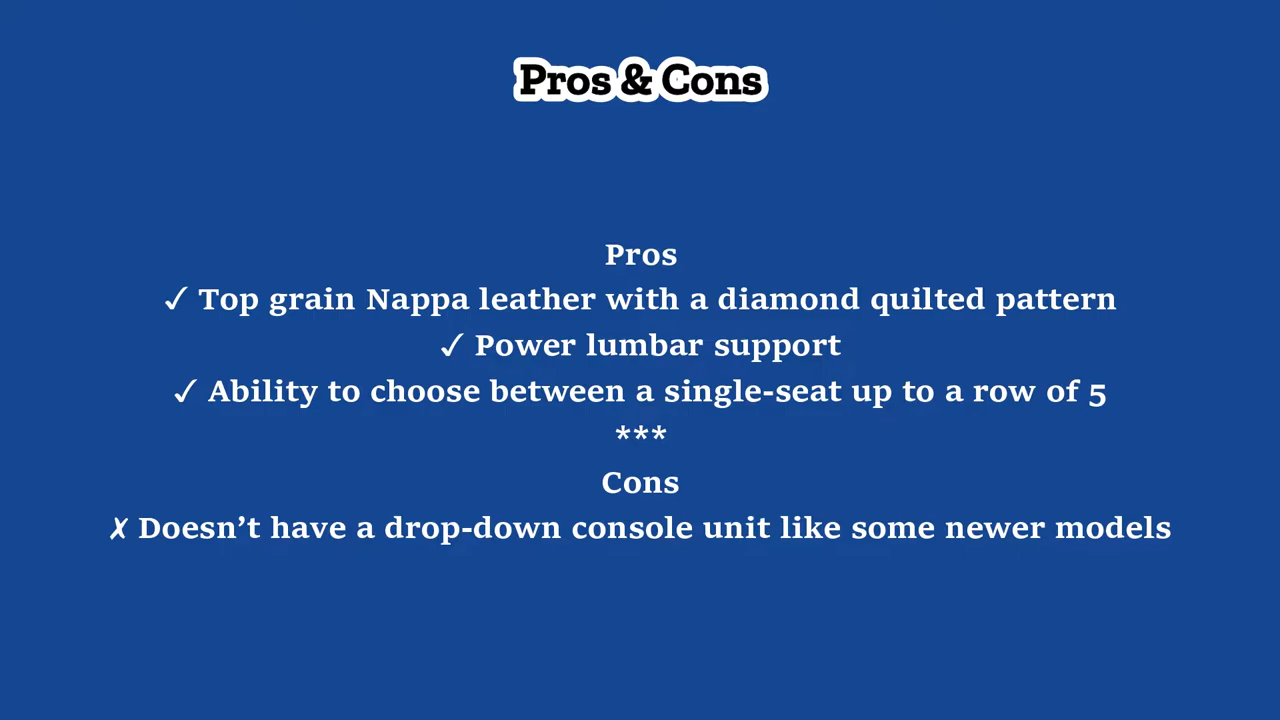 Pros & Cons
Pros
✓ Top grain Nappa leather with a diamond quilted pattern
✓ Power lumbar support
✓ Ability to choose between a single-seat up to a row of 5
***
Cons
✗ Doesn’t have a drop-down console unit like some newer models